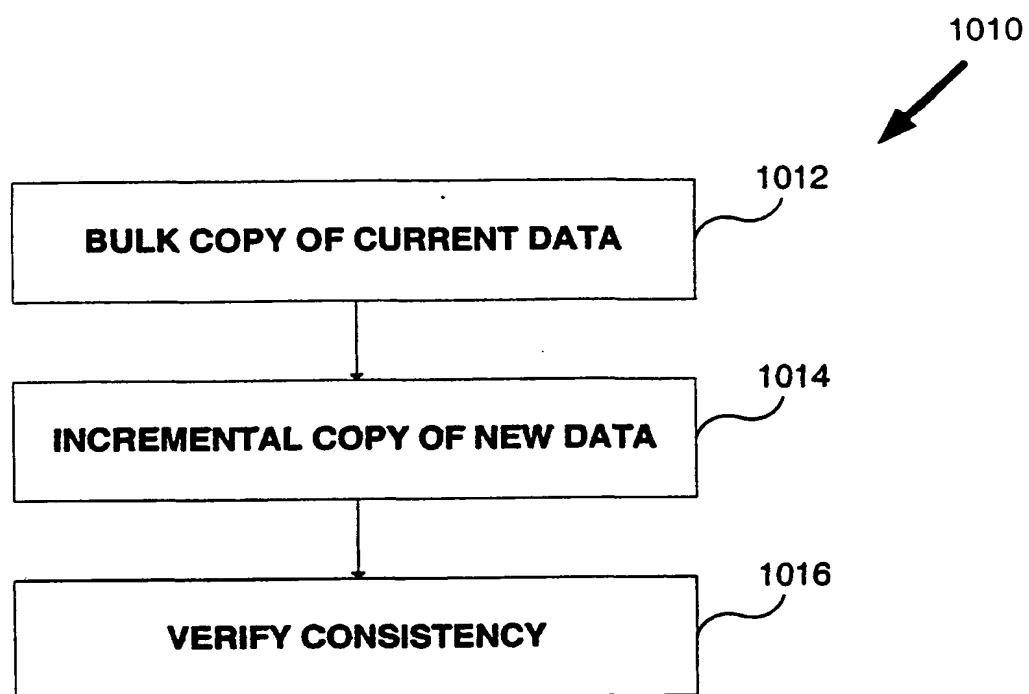 1010
1012
BULK COPY OF CURRENT DATA
1014
INCREMENTAL COPY OF NEW DATA
1016
VERIFY CONSISTENCY